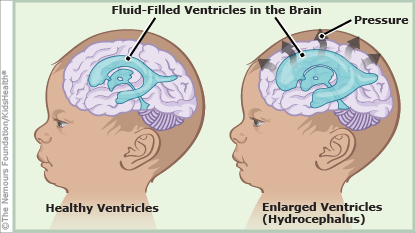 Fluid-Filled Ventricles in the Brain
Pressure
Healthy Ventricles
Enlarged Ventricles
(Hydrocephalus)
©The Nemours Foundation/KidsHealth®